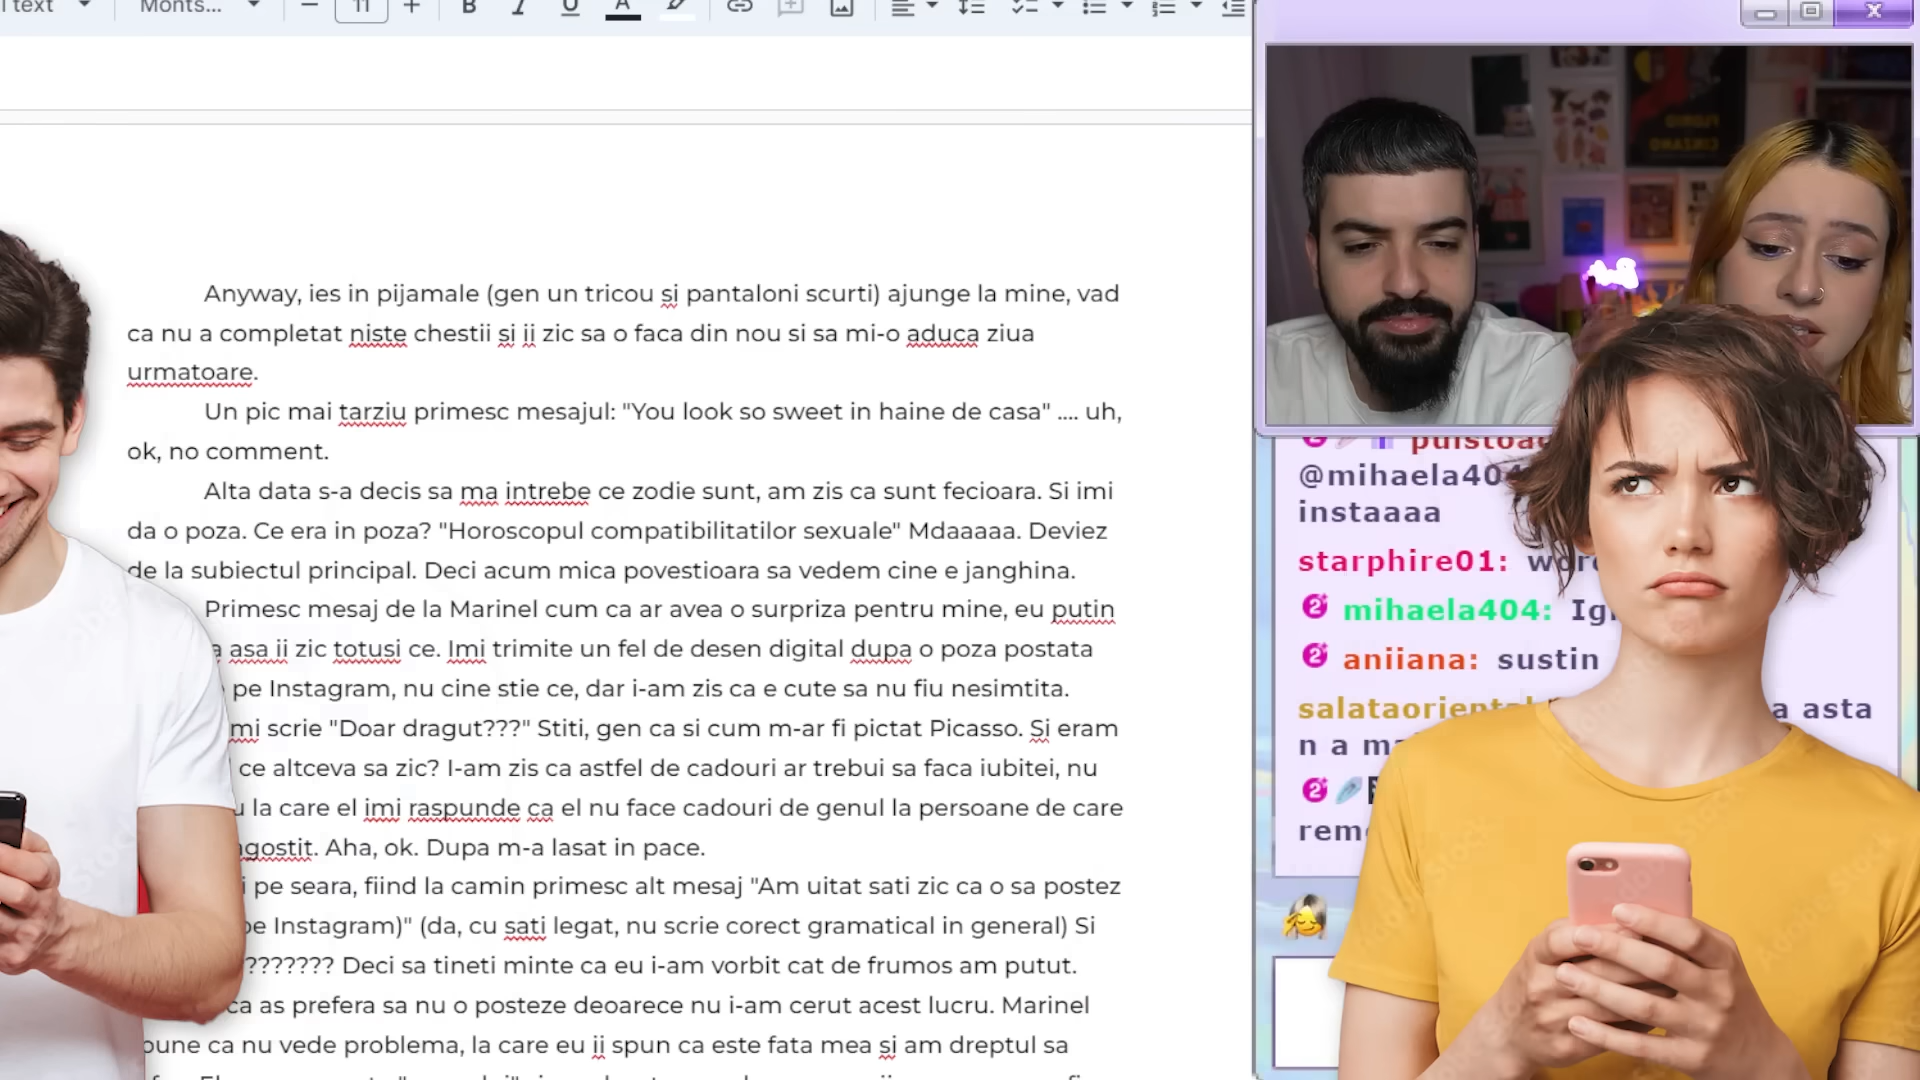 text
Monts...
11
B I U A
Anyway, ies in pijamale (gen un tricou si pantaloni scurti) ajunge la mine, vad
ca nu a completat niste chestii si ii zic sa o faca din nou si sa mi-o aduca ziua
urmatoare.
Un pic mai tarziu primesc mesajul: "You look so sweet in haine de casa" .... uh,
ok, no comment.
Alta data s-a decis sa ma intrebe ce zodie sunt, am zis ca sunt fecioara. Si imi
da o poza. Ce era in poza? "Horoscopul compatibilitatilor sexuale" Mdaaaaa. Deviez
de la subiectul principal. Deci acum mica povestioara sa vedem cine e janghina.
Primesc mesaj de la Marinel cum ca ar avea o surpriza pentru mine, eu putin
asa ii zic totusi ce. Imi trimite un fel de desen digital dupa o poza postata
pe Instagram, nu cine stie ce, dar i-am zis ca e cute sa nu fiu nesimtita.
mi scrie "Doar dragut???" Stiti, gen ca si cum m-ar fi pictat Picasso. Si eram
ce altceva sa zic? I-am zis ca astfel de cadouri ar trebui sa faca iubitei, nu
la care el imi raspunde ca el nu face cadouri de genul la persoane de care
gostit. Aha, ok. Dupa m-a lasat in pace.
pe seara, fiind la camin primesc alt mesaj "Am uitat sati zic ca o sa postez
pe Instagram)" (da, cu sati legat, nu scrie corect gramatical in general) Si
??????? Deci sa tineti minte ca eu i-am vorbit cat de frumos am putut.
ca as prefera sa nu o posteze deoarece nu i-am cerut acest lucru. Marinel
pune ca nu vede problema, la care eu ii spun ca este fata mea si am dreptul sa
@mihaela404
instaaaa
starphire01:
mihaela404:
aniiana: sustin
a asta
n a